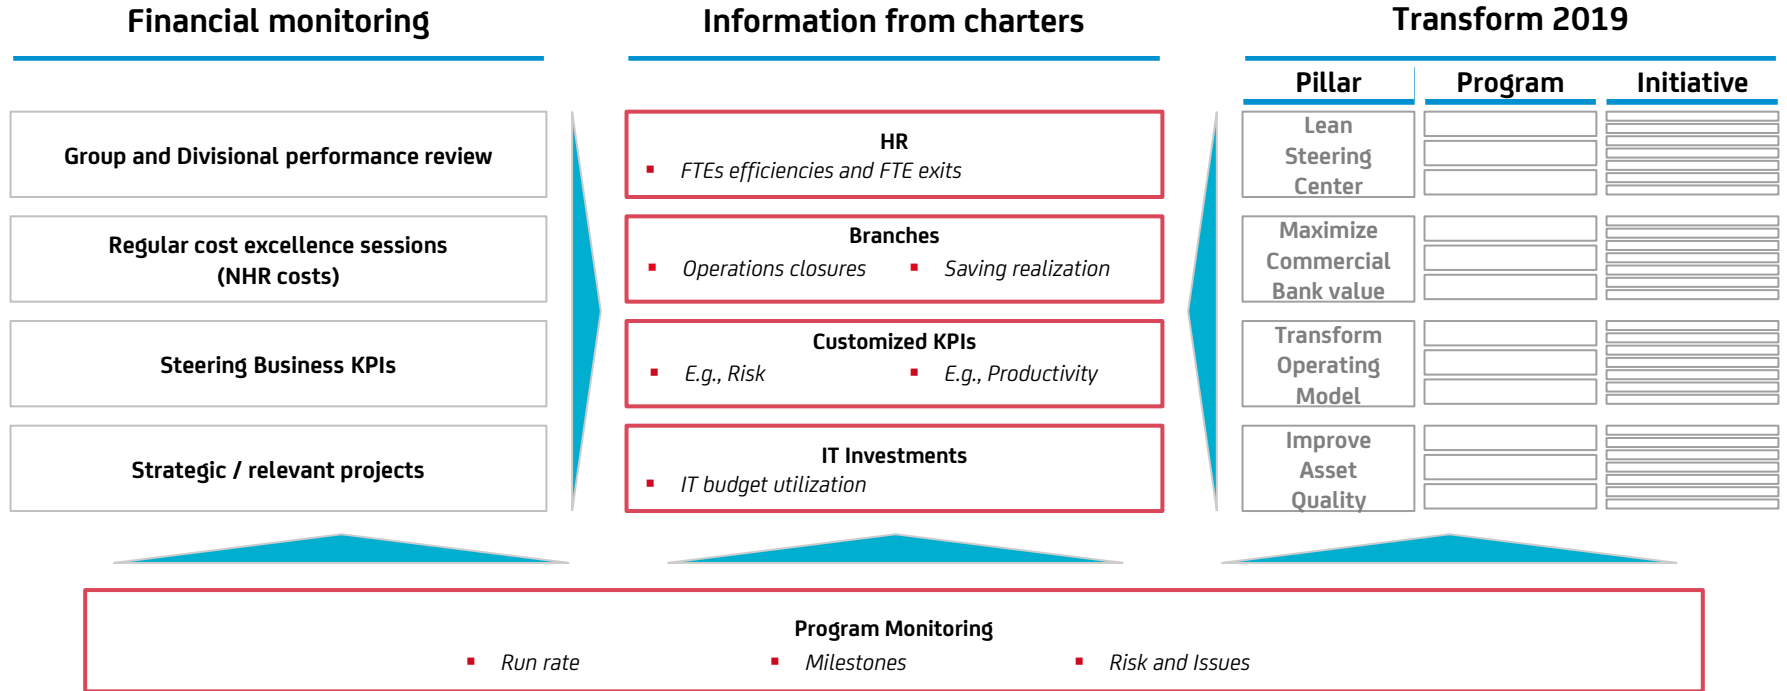 Financial monitoring
Group and Divisional performance review
Regular cost excellence sessions
(NHR costs)
Steering Business KPIs
Strategic / relevant projects
Information from charters
HR
▪ FTEs efficiencies and FTE exits
Branches
▪ Operations closures ▪ Saving realization
Customized KPIs
▪ E.g., Risk ▪ E.g., Productivity
IT Investments
▪ IT budget utilization
Transform 2019
Pillar Program Initiative
Lean
Steering
Center
Maximize
Commercial
Bank value
Transform
Operating
Model
Improve
Asset
Quality
Program Monitoring
▪ Run rate ▪ Milestones ▪ Risk and Issues